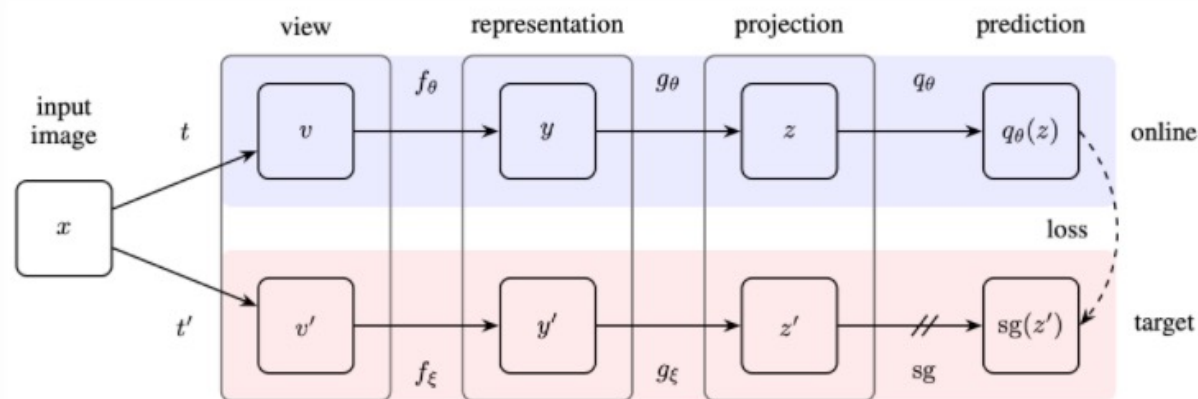 view
representation
projection
prediction
input
image
t
f_θ
g_θ
q_θ
v
y
z
q_θ(z)
online
x
loss
t′
v′
y′
z′
sg(z′)
target
f_ξ
g_ξ
sg